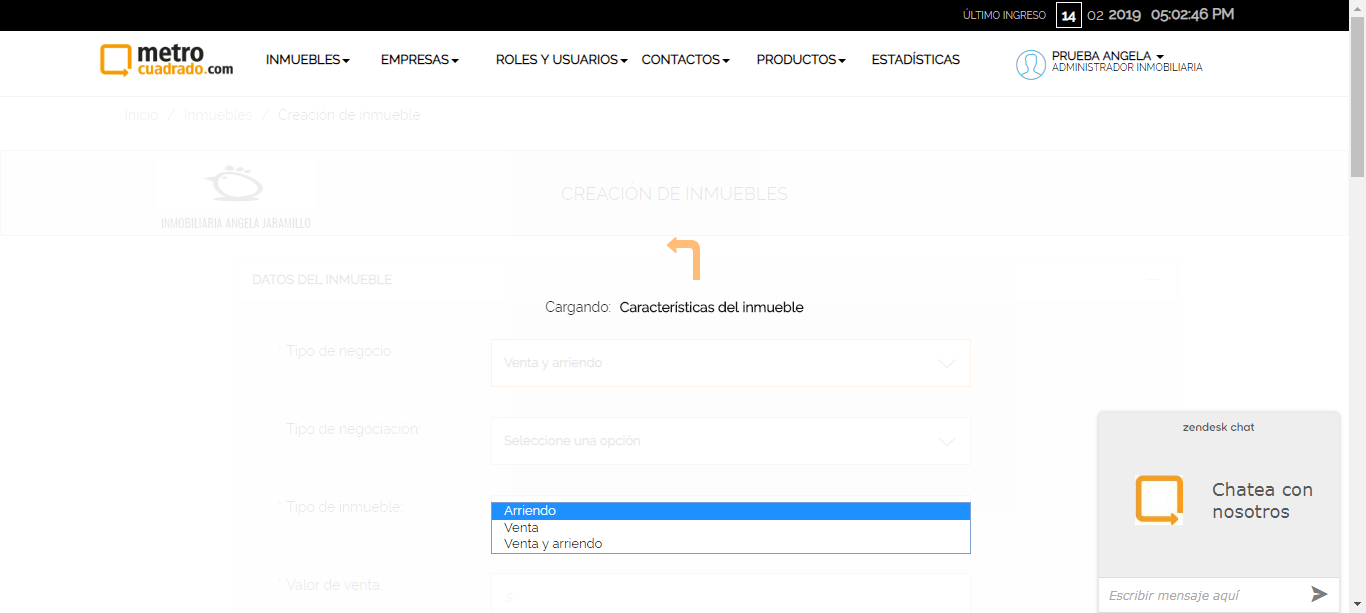 ÚLTIMO INGRESO 14 02 2019 05:02:46 PM
metro
cuadrado.com
INMUEBLES EMPRESAS ROLES Y USUARIOS CONTACTOS PRODUCTOS ESTADÍSTICAS
PRUEBA ANGELA
ADMINISTRADOR INMOBILIARIA
Inicio / Inmuebles / Creación de inmueble
CREACIÓN DE INMUEBLES
INMOBILIARIA ANGELA JARAMILLO
DATOS DEL INMUEBLE
Cargando: Características del inmueble
* Tipo de negocio:
Venta y arriendo
Tipo de negociación:
Seleccione una opción
* Tipo de inmueble:
Arriendo
Venta
Venta y arriendo
* Valor de venta:
$
zendesk chat
Chatea con
nosotros
Escribir mensaje aquí